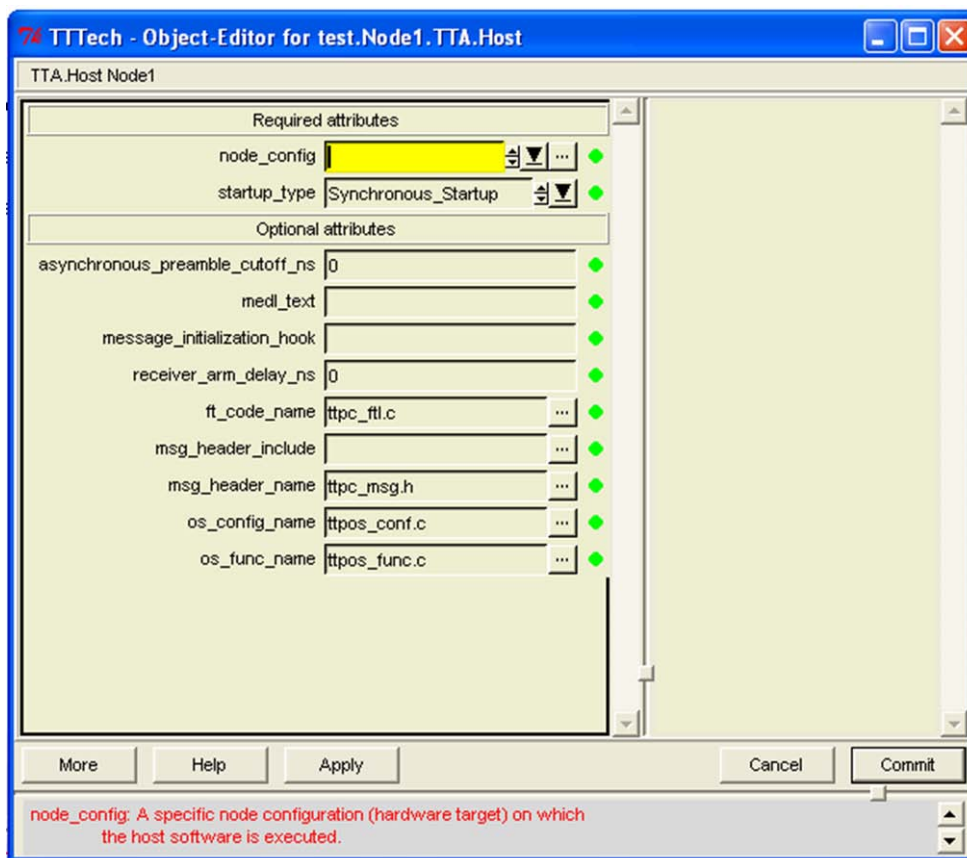 TTTech - Object-Editor for test.Node1.TTA.Host
TTA.Host Node1
Required attributes
node_config
startup_type Synchronous_Startup
Optional attributes
asynchronous_preamble_cutoff_ns 0
medl_text
message_initialization_hook
receiver_arm_delay_ns 0
ft_code_name ttpc_ftl.c ...
msg_header_include ...
msg_header_name ttpc_msg.h ...
os_config_name ttpos_conf.c ...
os_func_name ttpos_func.c ...
More Help Apply Cancel Commit
node_config: A specific node configuration (hardware target) on which
the host software is executed.